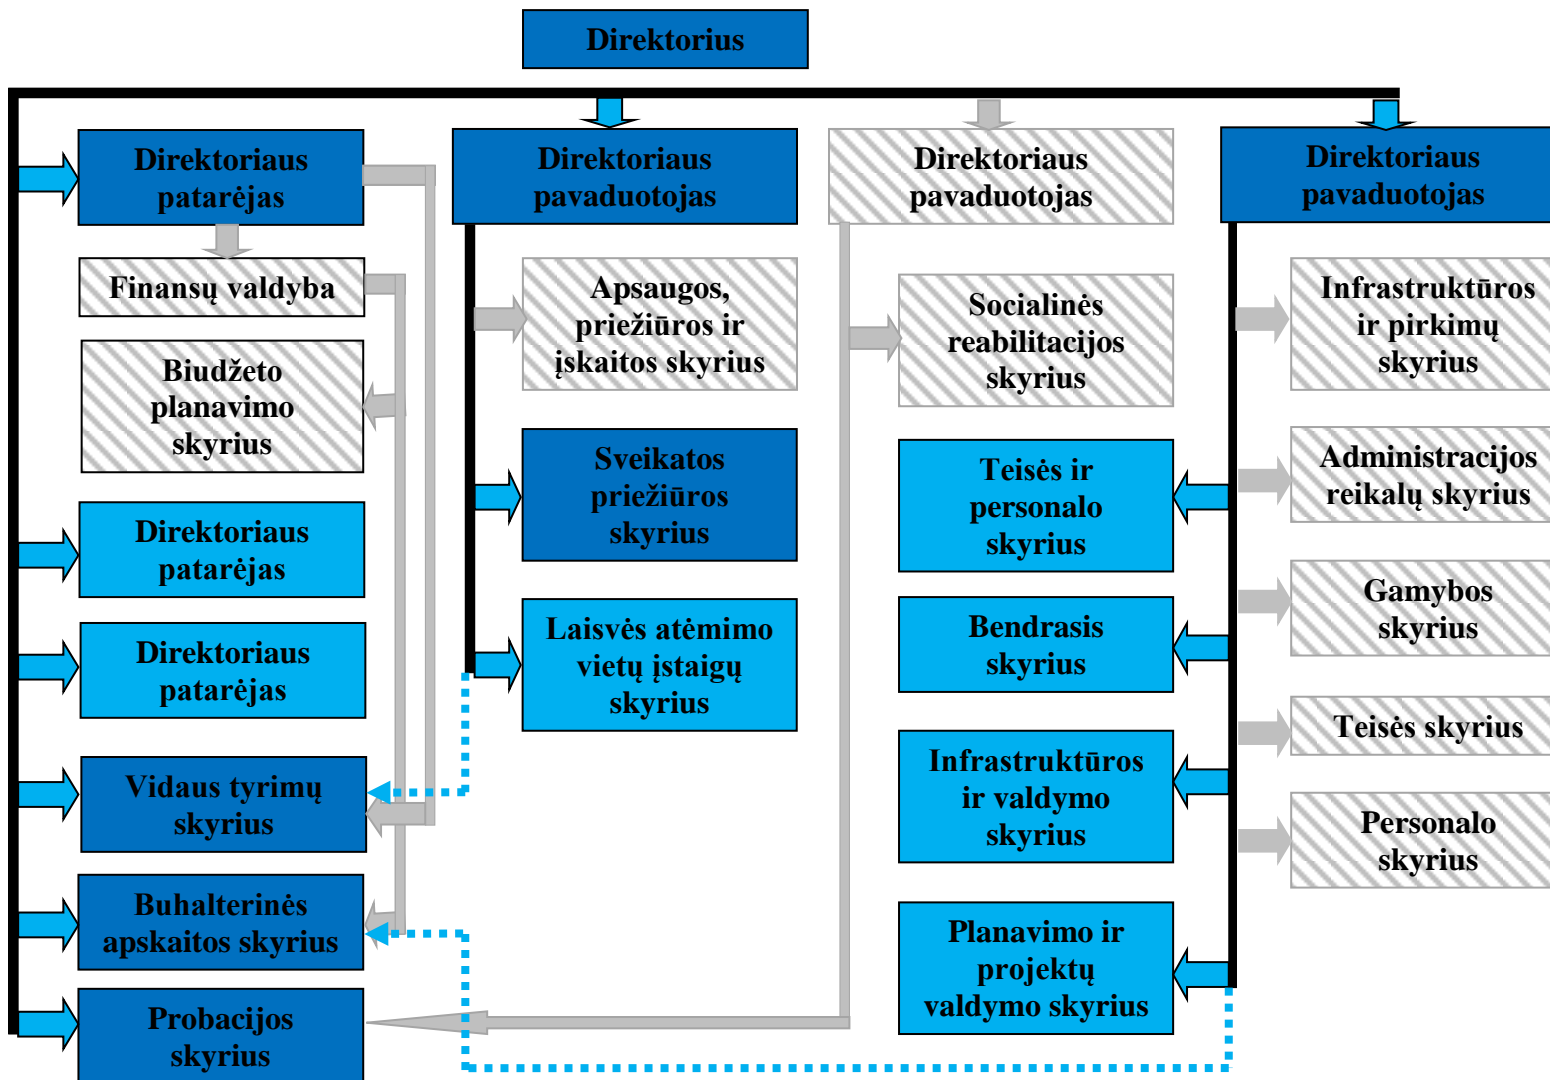 Direktorius
Direktoriaus
patarėjas
Finansų valdyba
Biudžeto
planavimo
skyrius
Direktoriaus
patarėjas
Direktoriaus
patarėjas
Vidaus tyrimų
skyrius
Buhalterinės
apskaitos skyrius
Probacijos
skyrius
Direktoriaus
pavaduotojas
Apsaugos,
priežiūros ir
įskaitos skyrius
Sveikatos
priežiūros
skyrius
Laisvės atėmimo
vietų įstaigų
skyrius
Direktoriaus
pavaduotojas
Socialinės
reabilitacijos
skyrius
Teisės ir
personalo
skyrius
Bendrasis
skyrius
Infrastruktūros
ir valdymo
skyrius
Planavimo ir
projektų
valdymo skyrius
Direktoriaus
pavaduotojas
Infrastruktūros
ir pirkimų
skyrius
Administracijos
reikalų skyrius
Gamybos
skyrius
Teisės skyrius
Personalo
skyrius